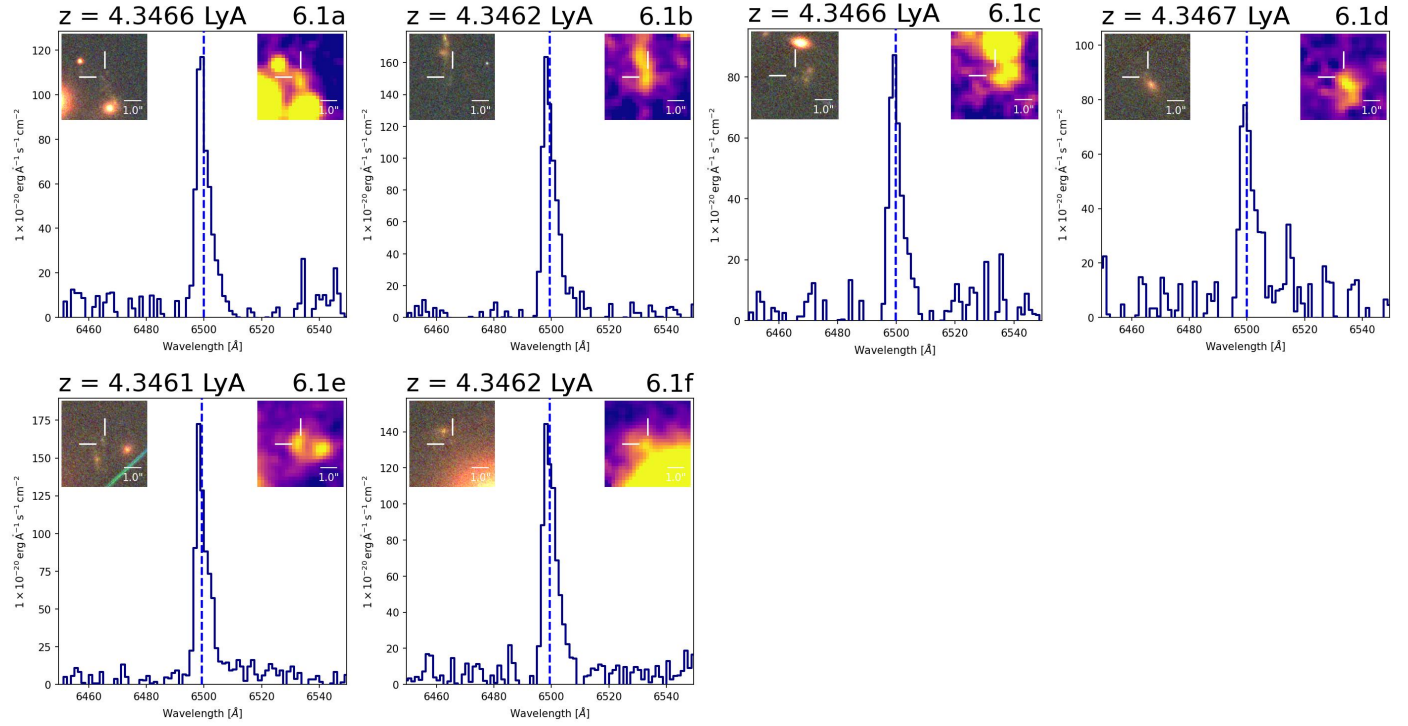 z = 4.3466 LyA 6.1a
1 × 10⁻²⁰ erg Å⁻¹ s⁻¹ cm⁻²
120
100
80
60
40
20
0
1.0"
1.0"
6460 6480 6500 6520 6540
Wavelength [Å]
z = 4.3462 LyA 6.1b
1 × 10⁻²⁰ erg Å⁻¹ s⁻¹ cm⁻²
180
160
140
120
100
80
60
40
20
0
1.0"
1.0"
6460 6480 6500 6520 6540
Wavelength [Å]
z = 4.3466 LyA 6.1c
1 × 10⁻²⁰ erg Å⁻¹ s⁻¹ cm⁻²
80
60
40
20
0
1.0"
1.0"
6460 6480 6500 6520 6540
Wavelength [Å]
z = 4.3467 LyA 6.1d
1 × 10⁻²⁰ erg Å⁻¹ s⁻¹ cm⁻²
100
80
60
40
20
0
1.0"
1.0"
6460 6480 6500 6520 6540
Wavelength [Å]
z = 4.3461 LyA 6.1e
1 × 10⁻²⁰ erg Å⁻¹ s⁻¹ cm⁻²
175
150
125
100
75
50
25
0
1.0"
1.0"
6460 6480 6500 6520 6540
Wavelength [Å]
z = 4.3462 LyA 6.1f
1 × 10⁻²⁰ erg Å⁻¹ s⁻¹ cm⁻²
140
120
100
80
60
40
20
0
1.0"
1.0"
6460 6480 6500 6520 6540
Wavelength [Å]